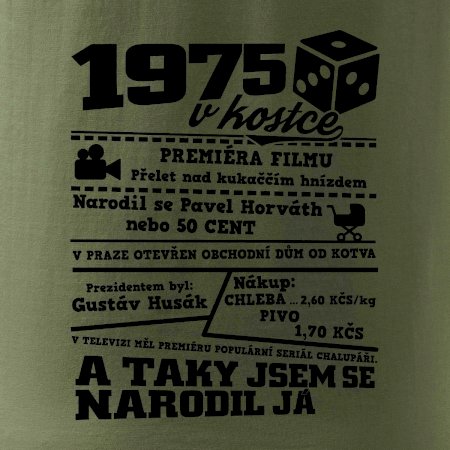 1975
v kostce
PREMIÉRA FILMU
Přelet nad kukaččím hnízdem
Narodil se Pavel Horváth
nebo 50 CENT
V PRAZE OTEVŘEN OBCHODNÍ DŮM OD KOTVA
Prezidentem byl:
Gustáv Husák
Nákup:
CHLEBA ... 2,60 KČS/kg
PIVO
1,70 KČS
V TELEVIZI MĚL PREMIÉRU POPULÁRNÍ SERIÁL CHALUPÁŘI.
A TAKY JSEM SE
NARODIL JÁ